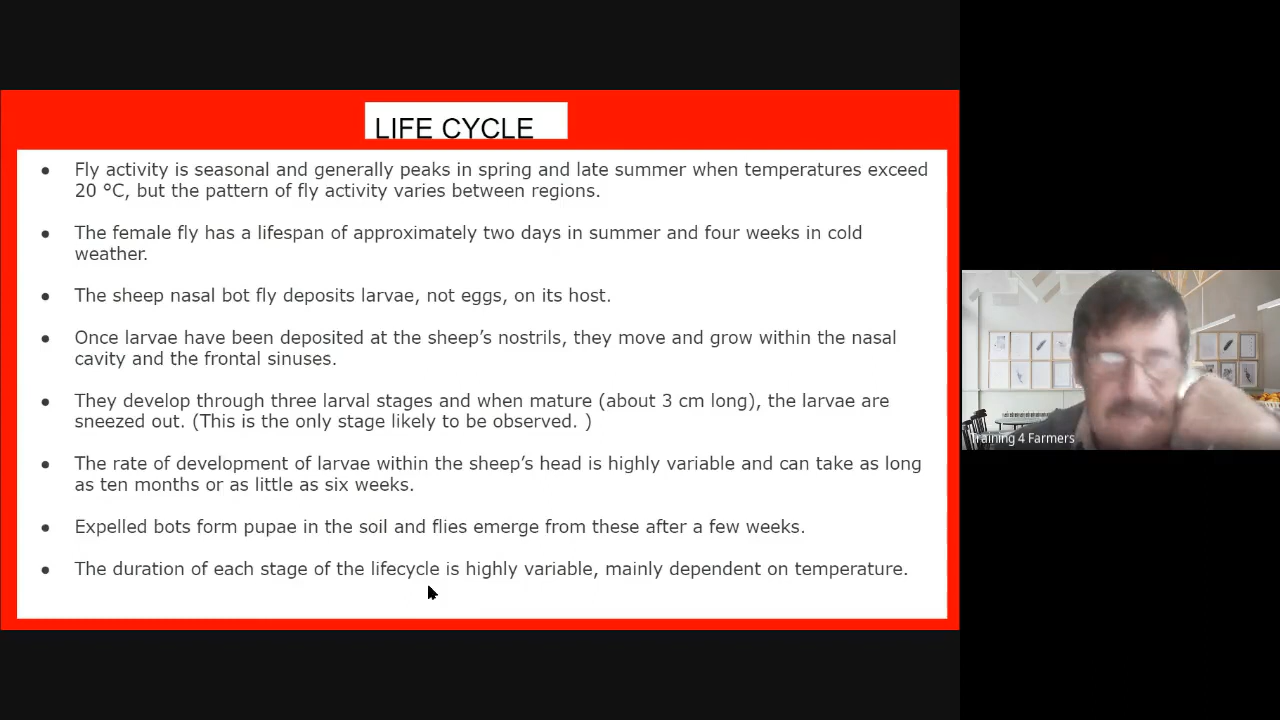 LIFE CYCLE
• Fly activity is seasonal and generally peaks in spring and late summer when temperatures exceed
20 ºC, but the pattern of fly activity varies between regions.
• The female fly has a lifespan of approximately two days in summer and four weeks in cold
weather.
• The sheep nasal bot fly deposits larvae, not eggs, on its host.
• Once larvae have been deposited at the sheep’s nostrils, they move and grow within the nasal
cavity and the frontal sinuses.
• They develop through three larval stages and when mature (about 3 cm long), the larvae are
sneezed out. (This is the only stage likely to be observed. )
• The rate of development of larvae within the sheep’s head is highly variable and can take as long
as ten months or as little as six weeks.
• Expelled bots form pupae in the soil and flies emerge from these after a few weeks.
• The duration of each stage of the lifecycle is highly variable, mainly dependent on temperature.
Training 4 Farmers